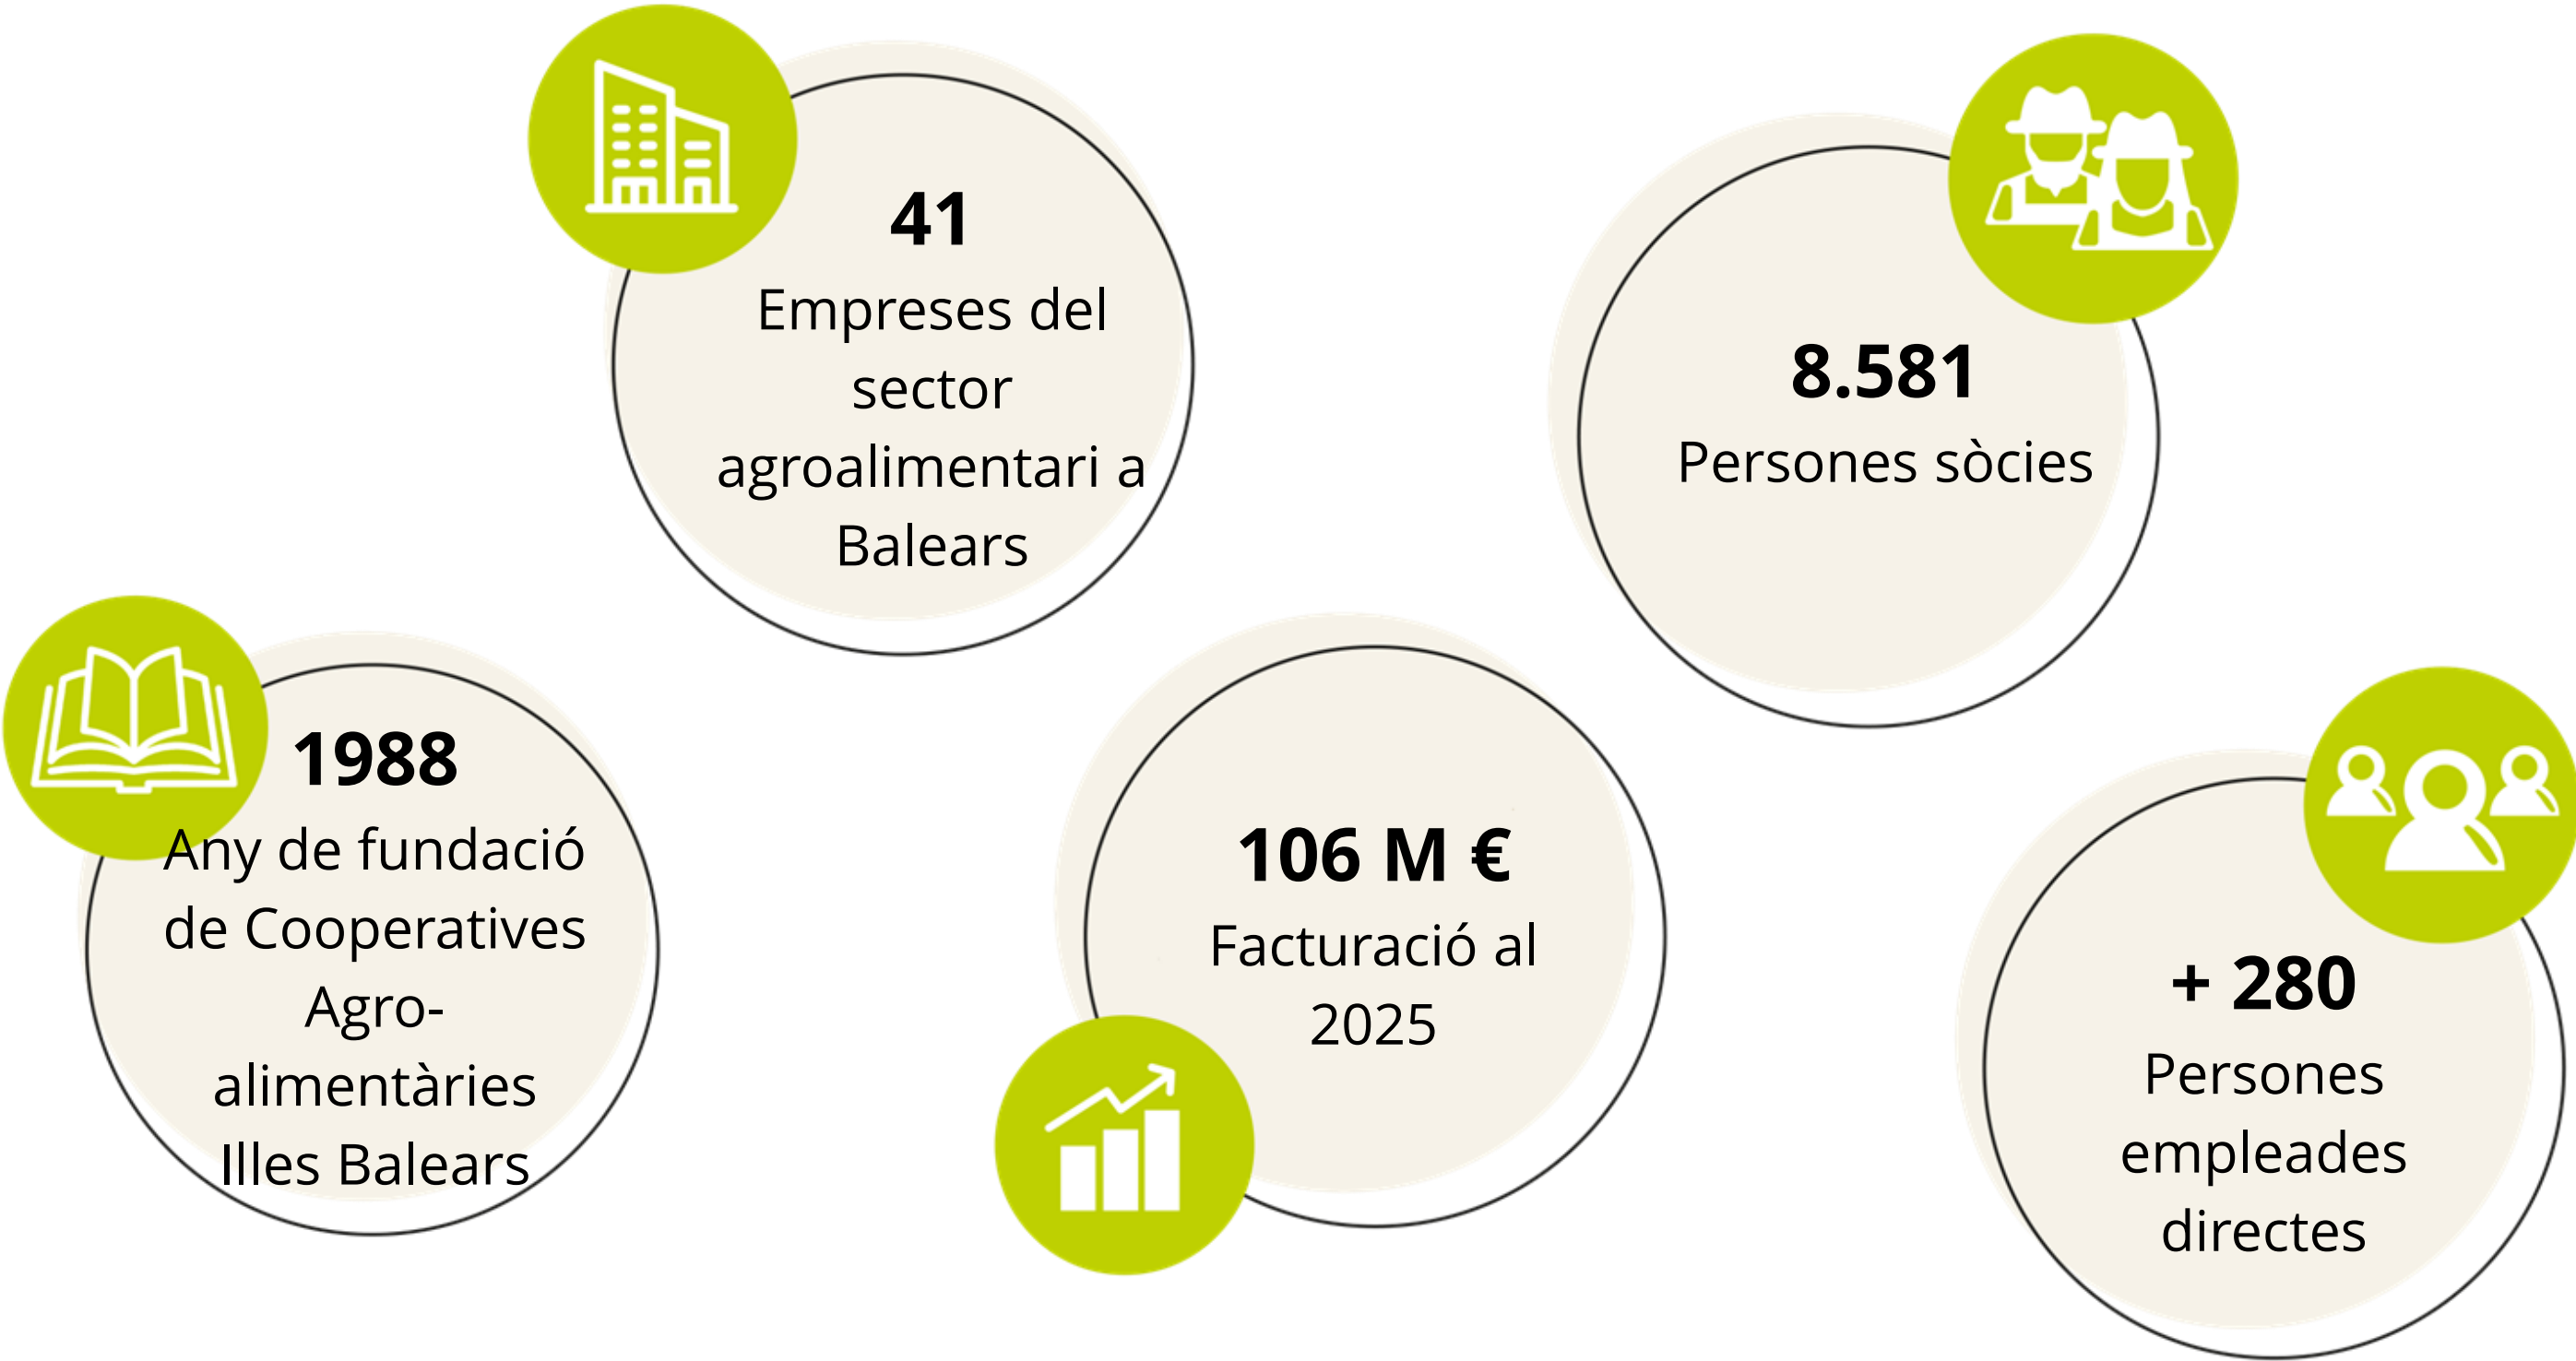 41
Empreses del
sector
agroalimentari a
Balears
8.581
Persones sòcies
1988
Any de fundació
de Cooperatives
Agro-
alimentàries
Illes Balears
106 M €
Facturació al
2025
+ 280
Persones
empleades
directes